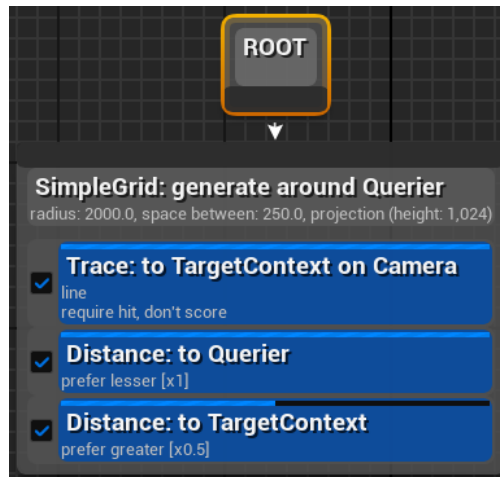 ROOT
SimpleGrid: generate around Querier
radius: 2000.0, space between: 250.0, projection (height: 1,024)
Trace: to TargetContext on Camera
line
require hit, don't score
Distance: to Querier
prefer lesser [x1]
Distance: to TargetContext
prefer greater [x0.5]